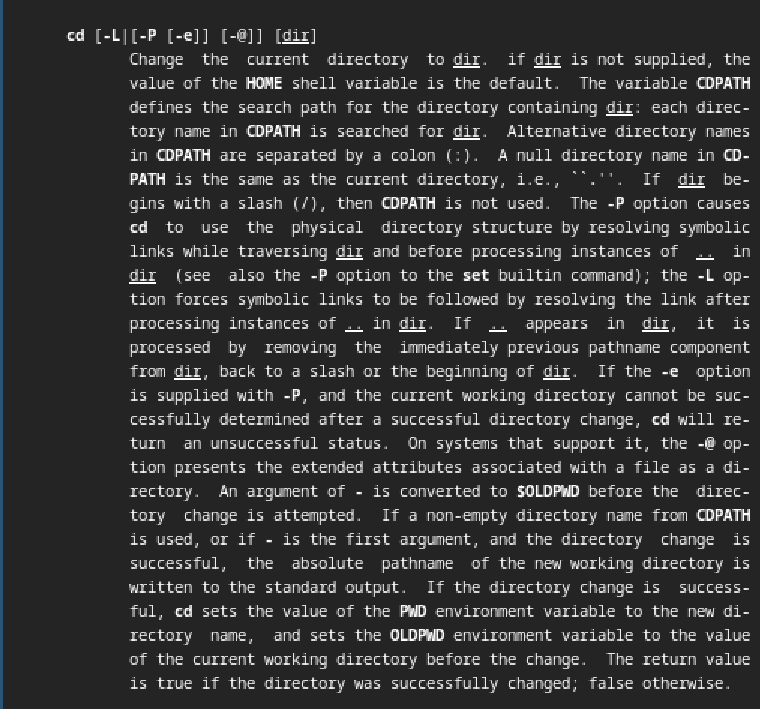 cd [-L|[-P [-e]] [-@]] [dir]
Change the current directory to dir. if dir is not supplied, the
value of the HOME shell variable is the default. The variable CDPATH
defines the search path for the directory containing dir: each direc-
tory name in CDPATH is searched for dir. Alternative directory names
in CDPATH are separated by a colon (:). A null directory name in CD-
PATH is the same as the current directory, i.e., ``.''. If dir be-
gins with a slash (/), then CDPATH is not used. The -P option causes
cd to use the physical directory structure by resolving symbolic
links while traversing dir and before processing instances of .. in
dir (see also the -P option to the set builtin command); the -L op-
tion forces symbolic links to be followed by resolving the link after
processing instances of .. in dir. If .. appears in dir, it is
processed by removing the immediately previous pathname component
from dir, back to a slash or the beginning of dir. If the -e option
is supplied with -P, and the current working directory cannot be suc-
cessfully determined after a successful directory change, cd will re-
turn an unsuccessful status. On systems that support it, the -@ op-
tion presents the extended attributes associated with a file as a di-
rectory. An argument of - is converted to $OLDPWD before the direc-
tory change is attempted. If a non-empty directory name from CDPATH
is used, or if - is the first argument, and the directory change is
successful, the absolute pathname of the new working directory is
written to the standard output. If the directory change is success-
ful, cd sets the value of the PWD environment variable to the new di-
rectory name, and sets the OLDPWD environment variable to the value
of the current working directory before the change. The return value
is true if the directory was successfully changed; false otherwise.